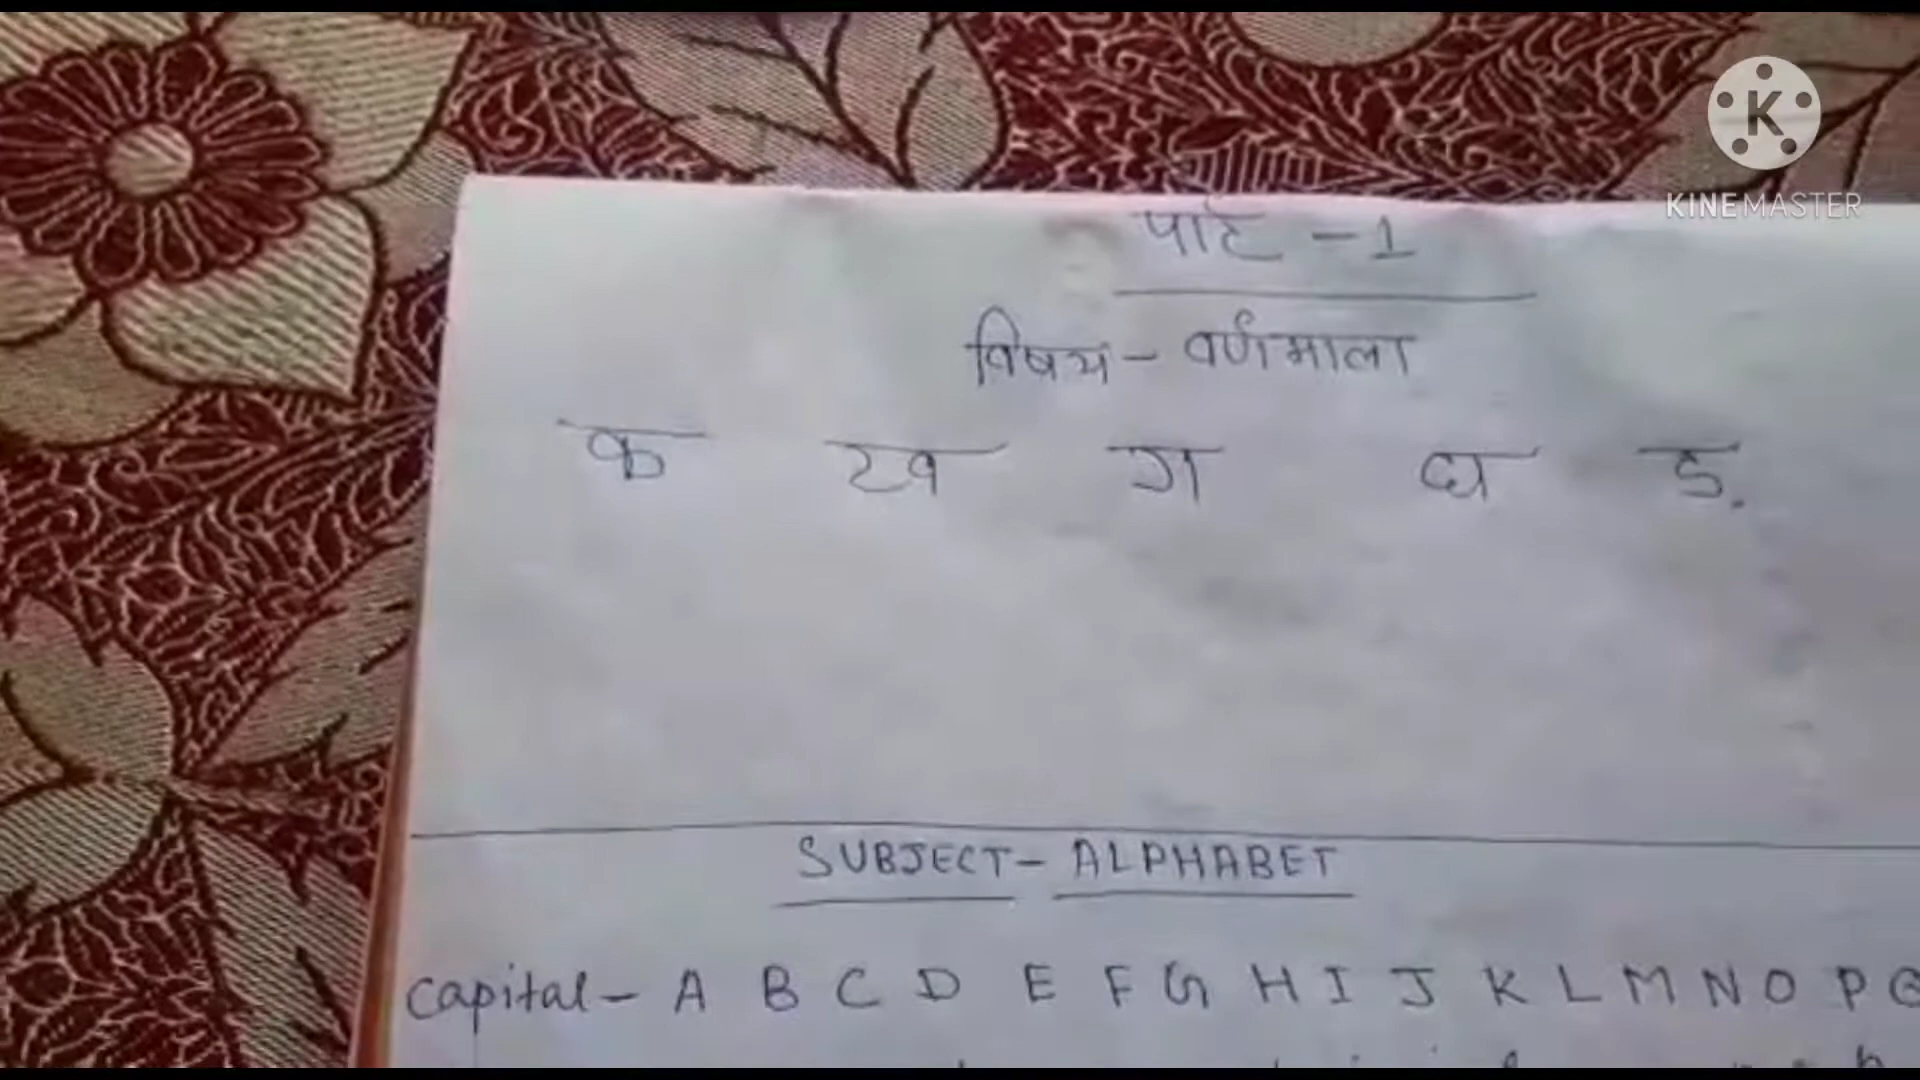 KINEMASTER
पाठ - 1
विषय - वर्णमाला
क ख ग घ ड.
SUBJECT - ALPHABET
Capital - A B C D E F G H I J K L M N O P Q